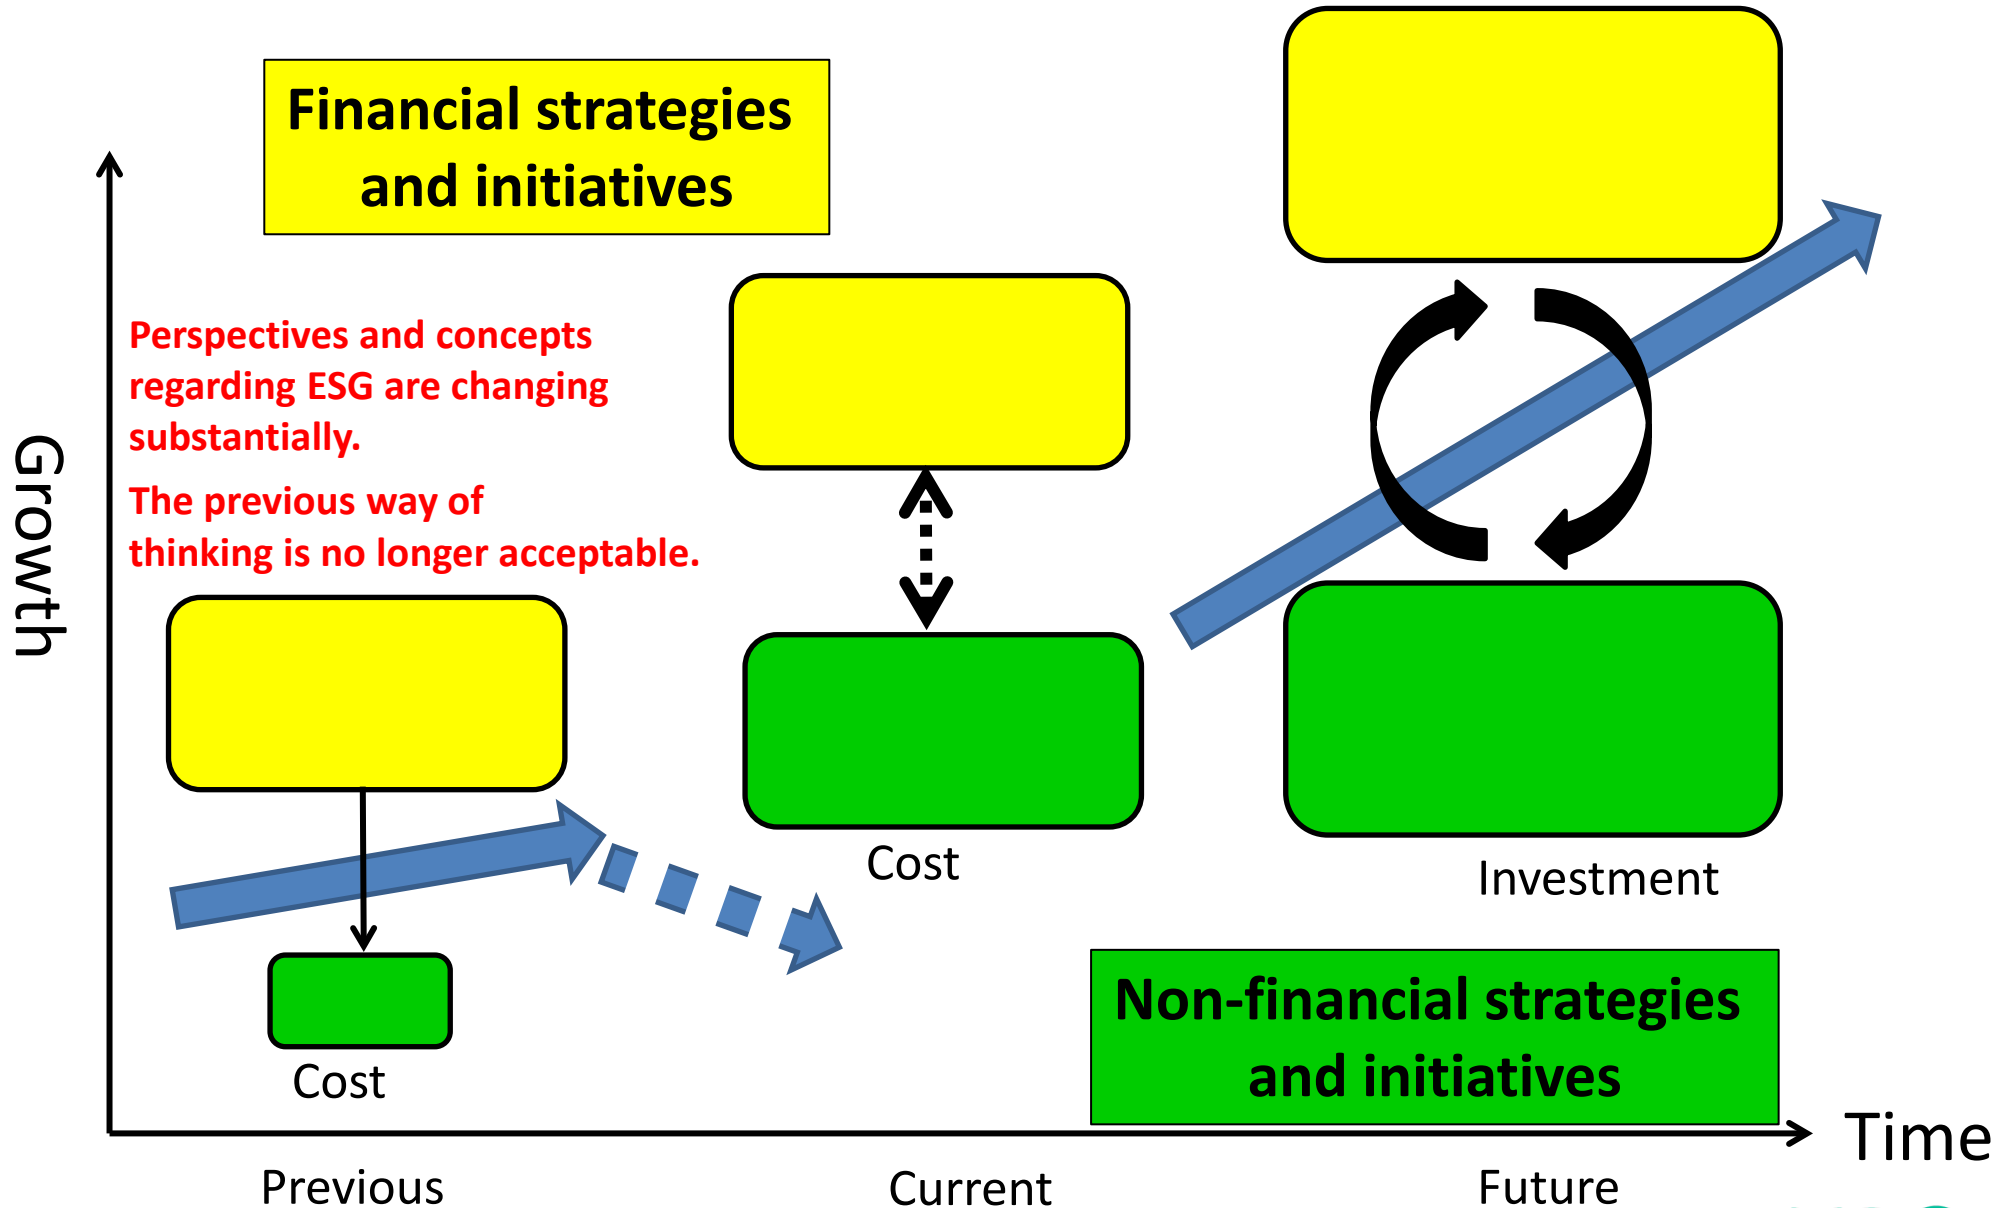 Financial strategies
and initiatives
Perspectives and concepts
regarding ESG are changing
substantially.
The previous way of
thinking is no longer acceptable.
Growth
Cost
Cost
Investment
Non-financial strategies
and initiatives
Time
Previous
Current
Future